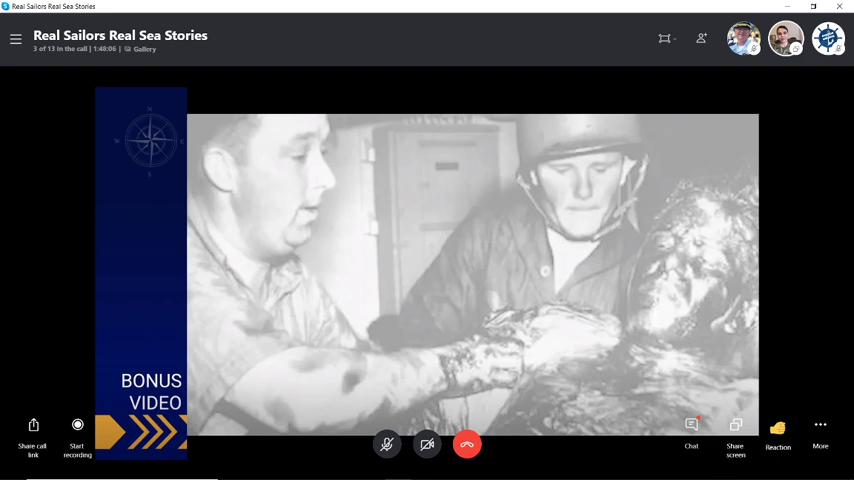 Real Sailors Real Sea Stories
Real Sailors Real Sea Stories
3 of 13 in the call | 1:48:06 | Gallery
N
W E
S
BONUS
VIDEO
Share call
link
Start
recording
Chat
Share
screen
Reaction
More